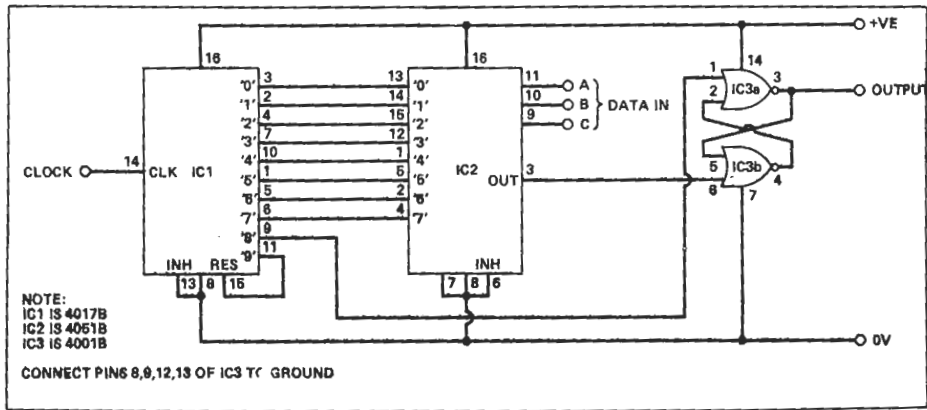 +VE
16
16
14
3
13
11
1
3
'0'
'0'
A
IC3a
OUTPUT
2
14
10
2
'1'
'1'
B
DATA IN
4
15
9
'2'
'2'
C
7
12
'3'
'3'
14
10
1
CLOCK
CLK
IC1
'4'
'4'
IC2
5
IC3b
1
5
3
4
'5'
'5'
OUT
6
5
2
7
'6'
'6'
6
4
'7'
'7'
9
'8'
11
'9'
INH
RES
INH
13
8
15
7
8
6
NOTE:
IC1 IS 4017B
IC2 IS 4051B
IC3 IS 4001B
0V
CONNECT PINS 8,9,12,13 OF IC3 TO GROUND